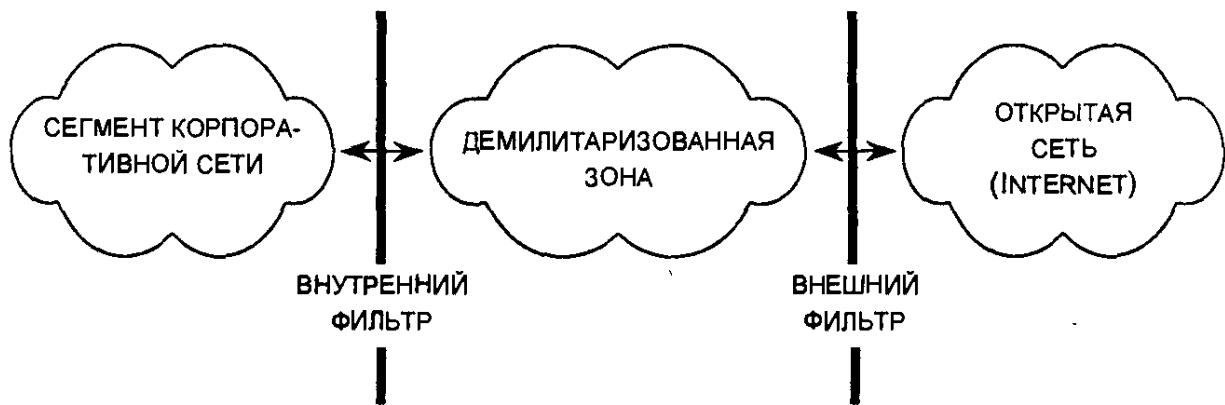 СЕГМЕНТ КОРПОРА-
ТИВНОЙ СЕТИ
ДЕМИЛИТАРИЗОВАННАЯ
ЗОНА
ОТКРЫТАЯ
СЕТЬ
(INTERNET)
ВНУТРЕННИЙ
ФИЛЬТР
ВНЕШНИЙ
ФИЛЬТР